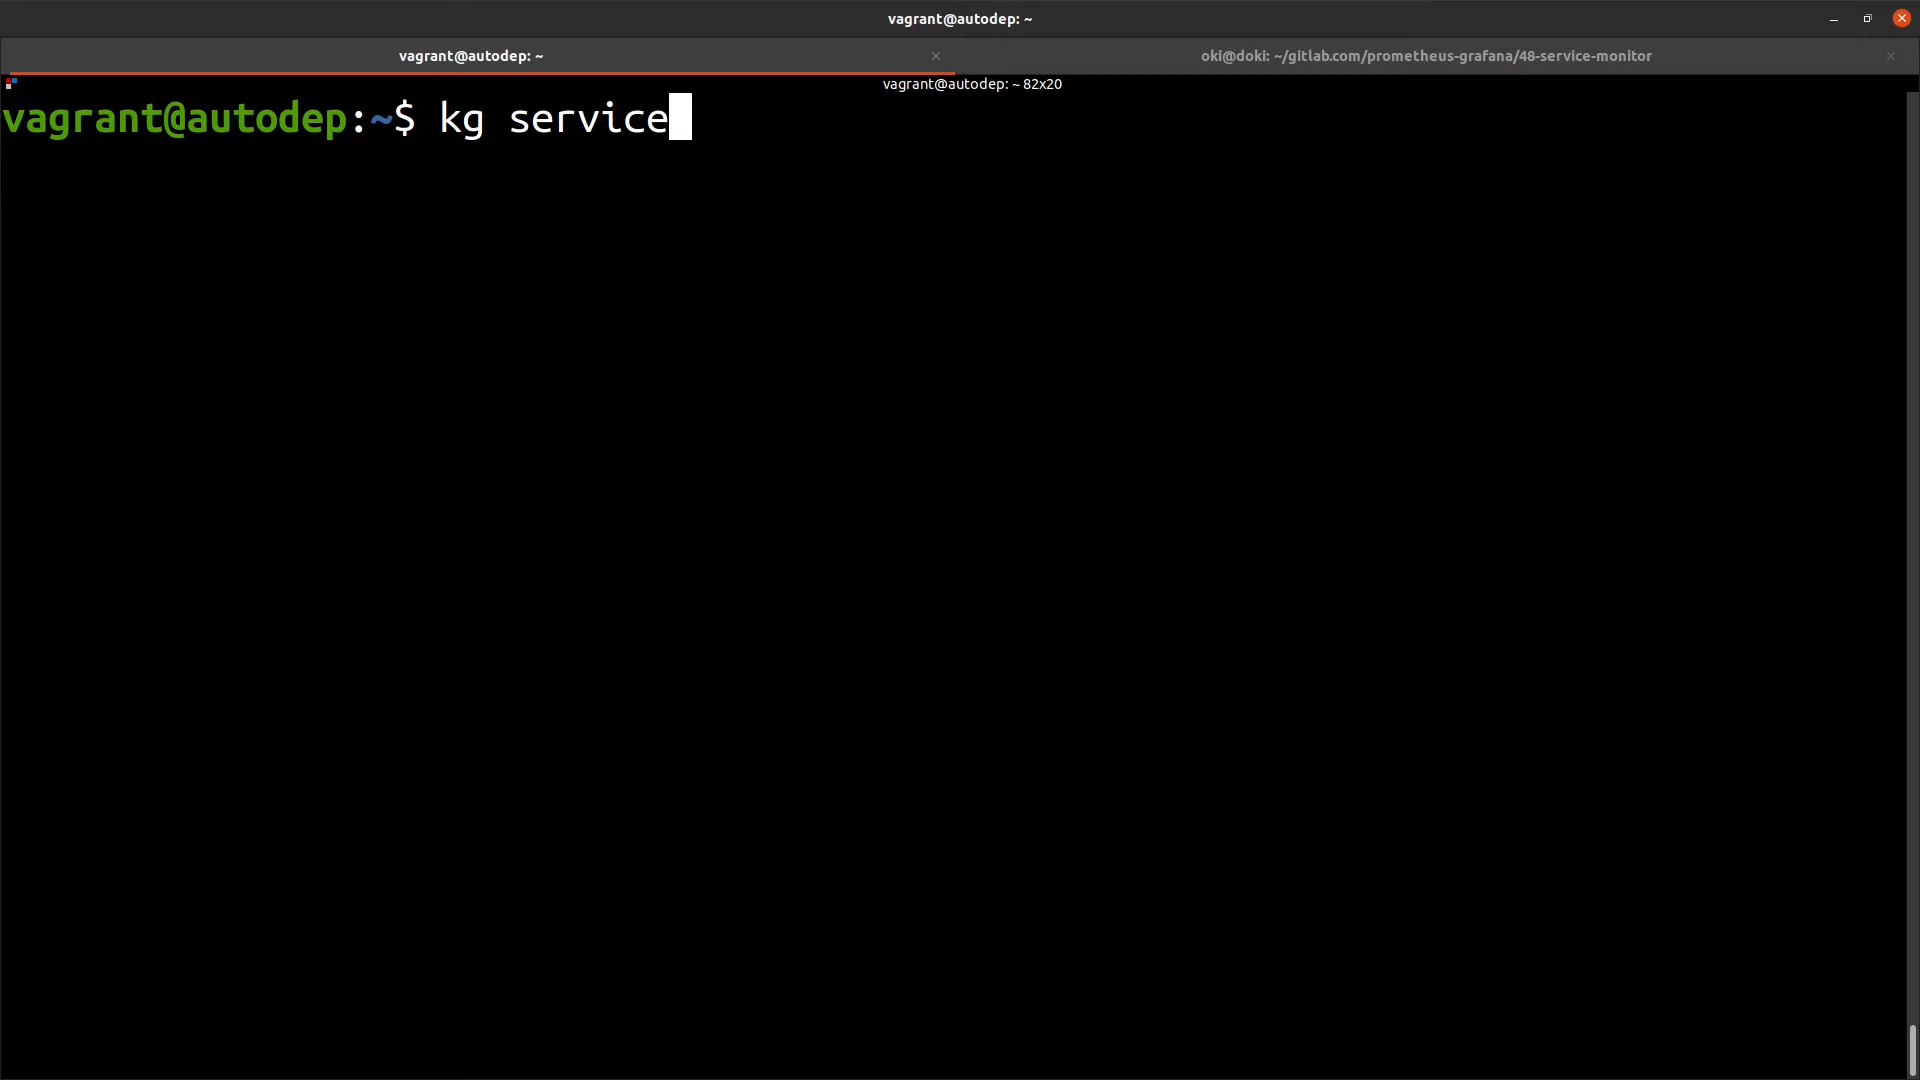 vagrant@autodep: ~
vagrant@autodep: ~ × oki@doki: ~/gitlab.com/prometheus-grafana/48-service-monitor ×
vagrant@autodep: ~ 82x20
vagrant@autodep:~$ kg service